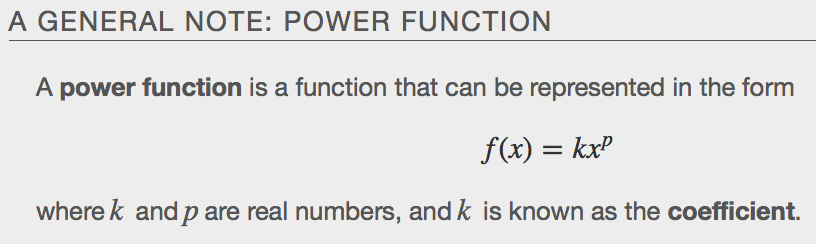 A GENERAL NOTE: POWER FUNCTION
A power function is a function that can be represented in the form
f(x) = kxᵖ
where k and p are real numbers, and k is known as the coefficient.